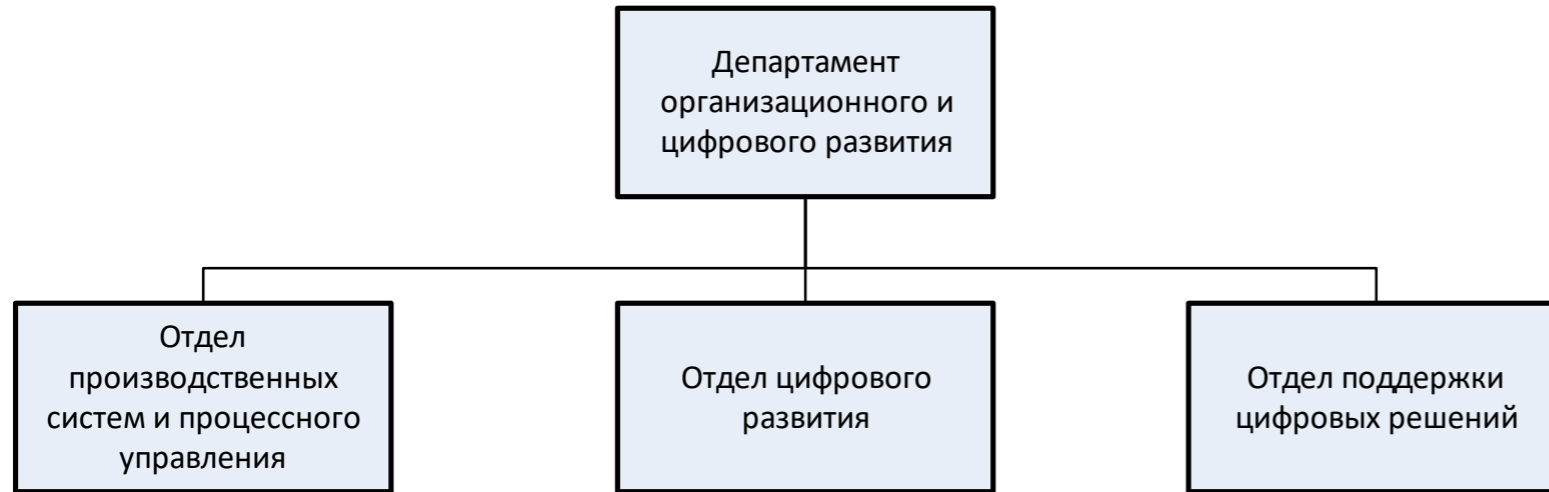 Департамент
организационного и
цифрового развития
Отдел
производственных
систем и процессного
управления
Отдел цифрового
развития
Отдел поддержки
цифровых решений